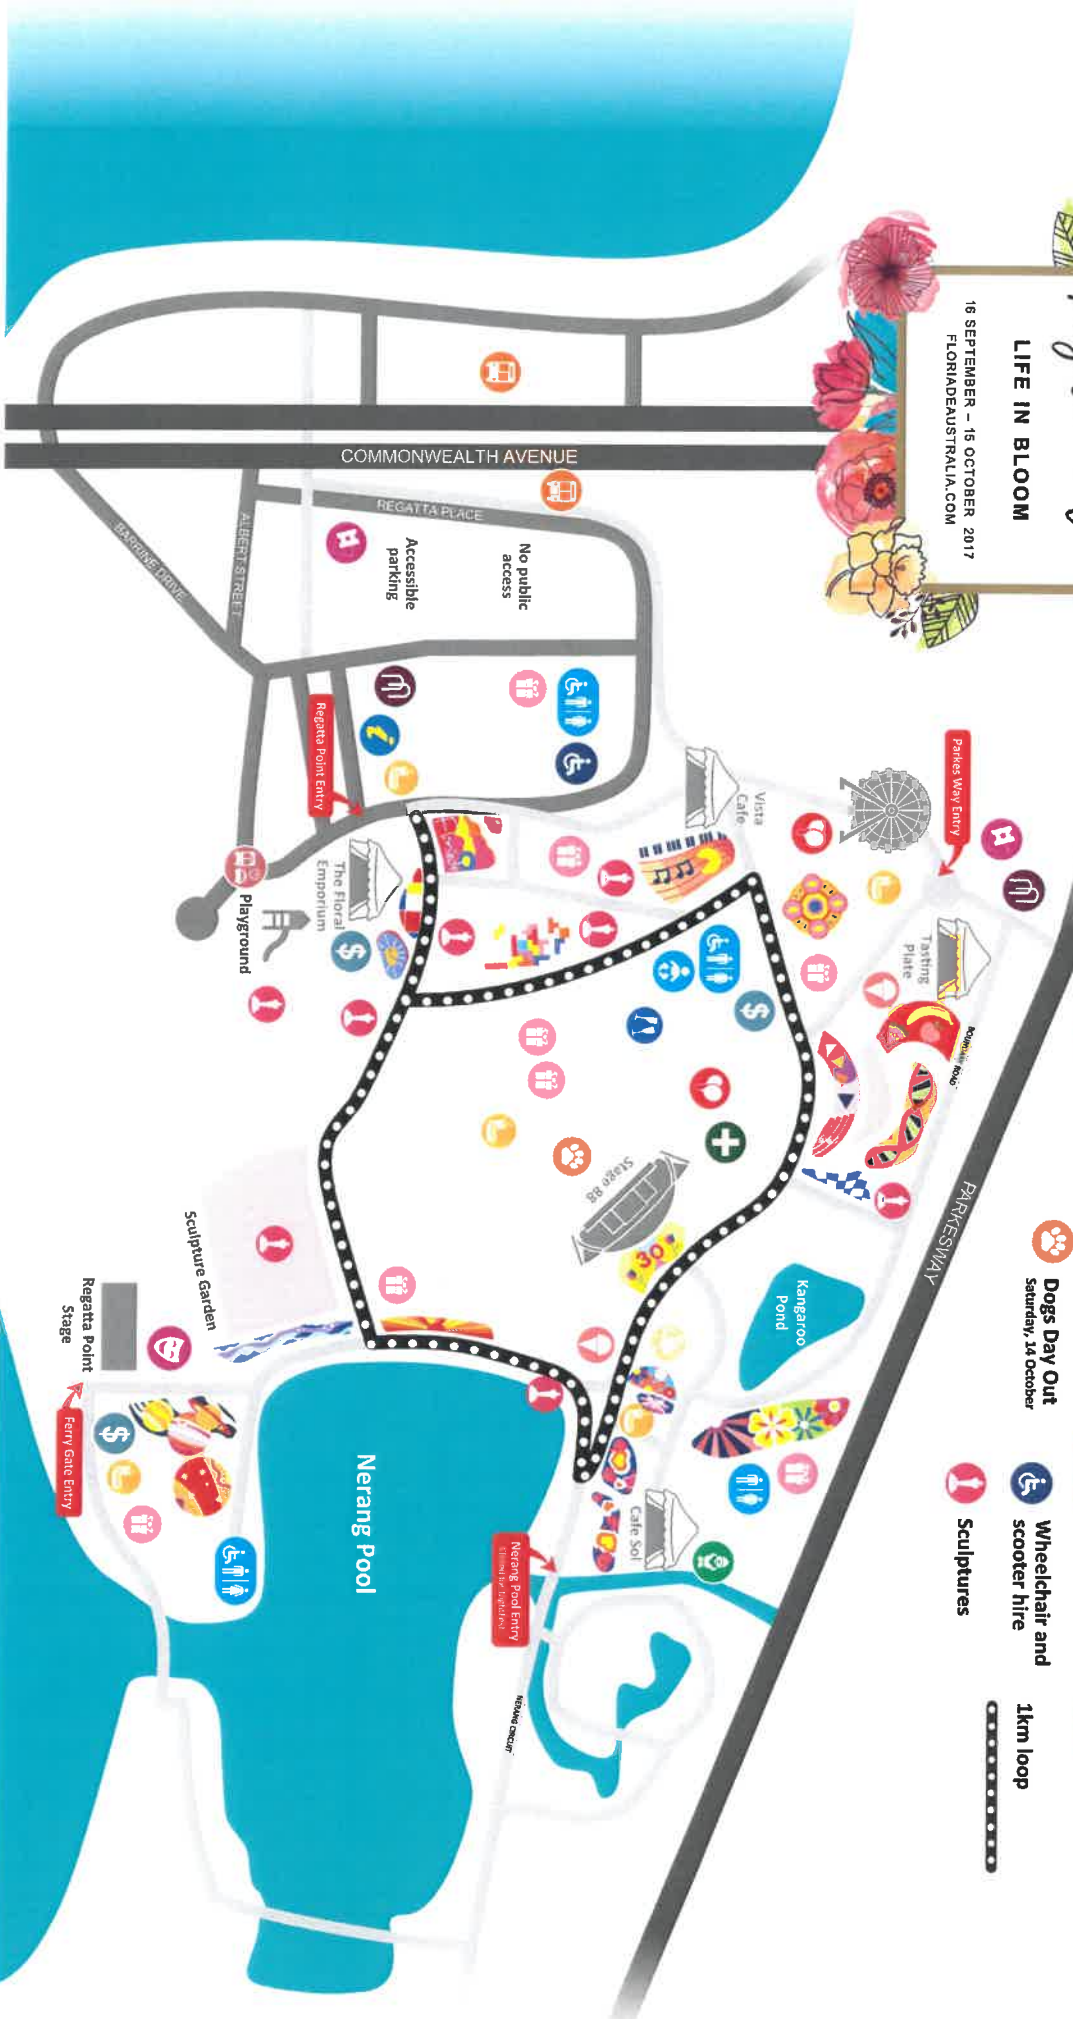 LIFE IN BLOOM
16 SEPTEMBER – 15 OCTOBER 2017
FLORIADEAUSTRALIA.COM
Dogs Day Out
Saturday, 14 October
Wheelchair and
scooter hire
Sculptures
1km loop
COMMONWEALTH AVENUE
REGATTA PLACE
ALBERT STREET
BARRINE DRIVE
No public
access
Accessible
parking
Regatta Point Entry
Parkes Way Entry
Vista
Cafe
Tasting
Plate
BOUNDARY ROAD
PARKESWAY
The Floral
Emporium
Playground
Stage 88
30
Kangaroo
Pond
Sculpture Garden
Regatta Point
Stage
Ferry Gate Entry
Nerang Pool
Cafe Sol
Nerang Pool Entry
NERANG CIRCUIT